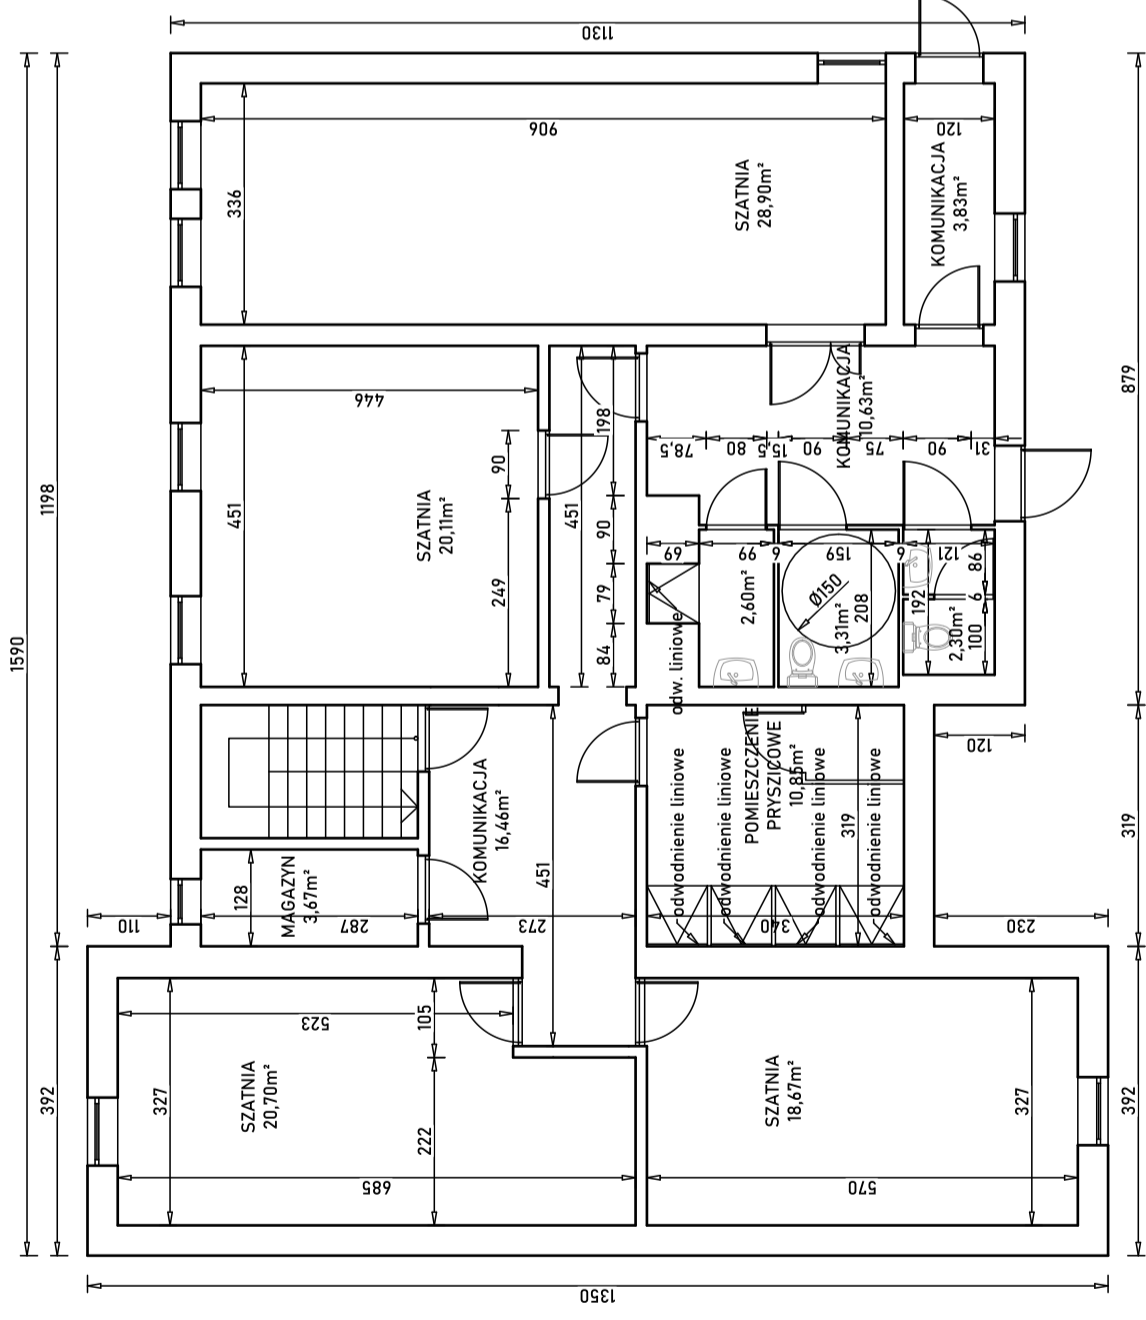 1130
1590
1198
879
906
336
120
SZATNIA
28,90m²
KOMUNIKACJA
3,83m²
446
451
SZATNIA
20,11m²
90
249
451
198
90
79
84
KOMUNIKACJA
10,63m²
78,5
80
15,5
90
75
90
31
69
99
6
159
6
121
2,60m²
Ø150
3,31m²
208
192
2,30m²
86
6
100
odw. liniowe
120
KOMUNIKACJA
16,46m²
451
POMIESZCZENIE
PRYSZICOWE
10,85m²
odwodnienie liniowe
odwodnienie liniowe
odwodnienie liniowe
odwodnienie liniowe
319
319
340
MAGAZYN
3,67m²
128
287
273
110
230
392
392
523
105
327
SZATNIA
20,70m²
222
685
SZATNIA
18,67m²
327
570
1350